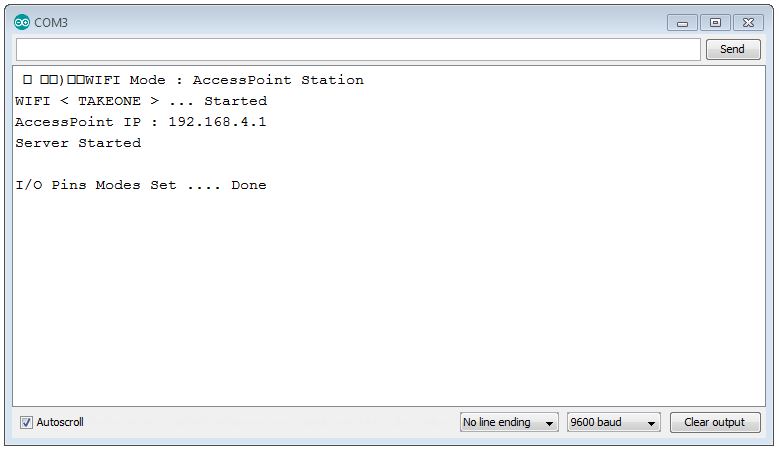 COM3
Send
WIFI Mode : AccessPoint Station
WIFI < TAKEONE > ... Started
AccessPoint IP : 192.168.4.1
Server Started
I/O Pins Modes Set .... Done
Autoscroll
No line ending
9600 baud
Clear output